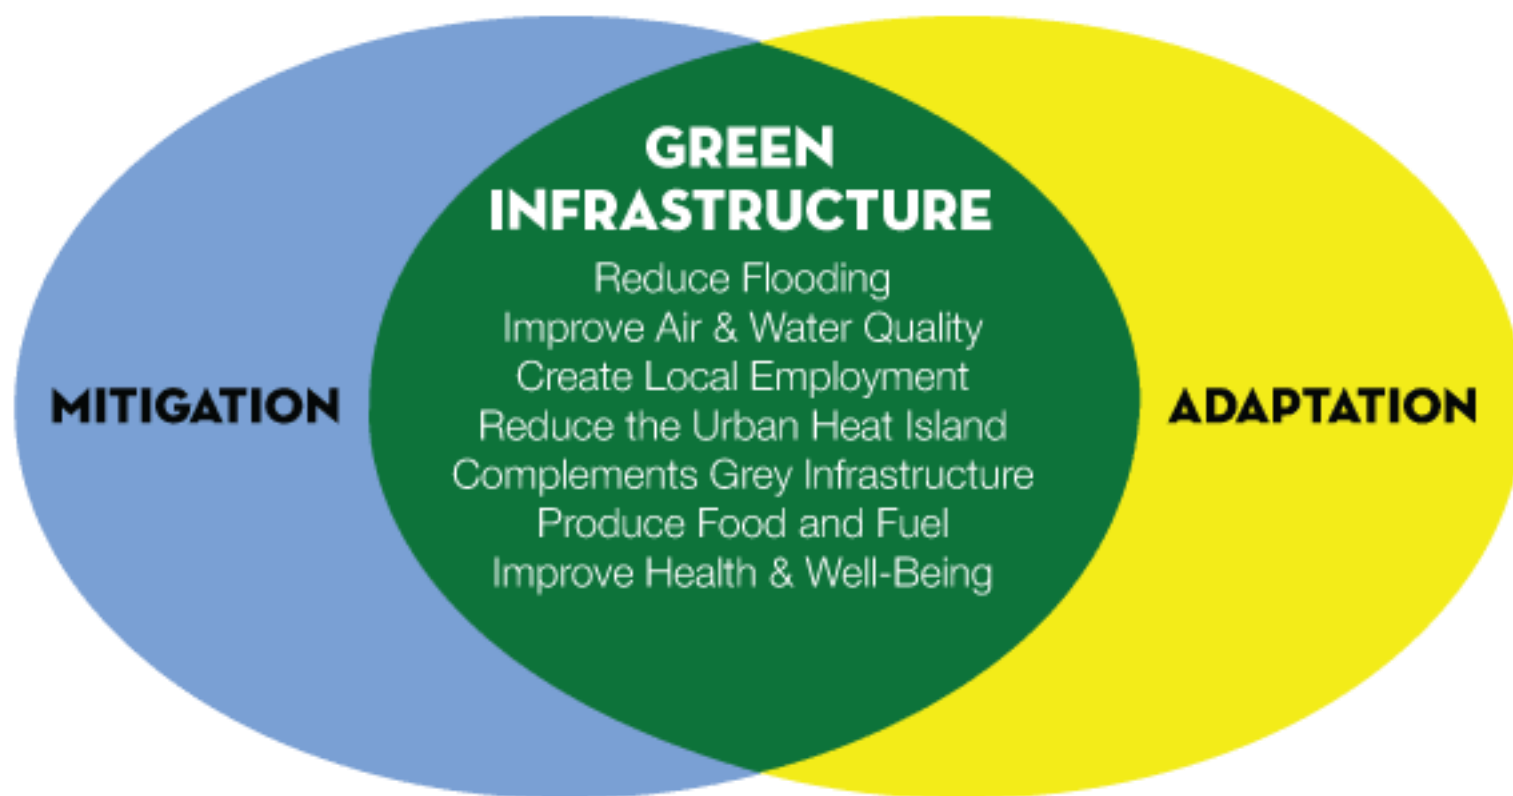 GREEN
INFRASTRUCTURE
Reduce Flooding
Improve Air & Water Quality
Create Local Employment
Reduce the Urban Heat Island
Complements Grey Infrastructure
Produce Food and Fuel
Improve Health & Well-Being
MITIGATION
ADAPTATION